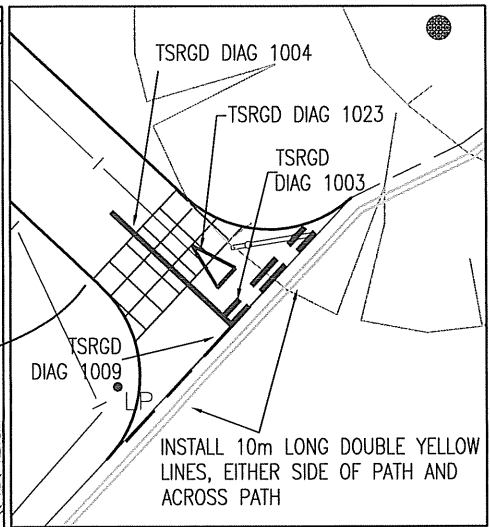 TSRGD DIAG 1004
TSRGD DIAG 1023
TSRGD
DIAG 1003
TSRGD
DIAG 1009
LP
INSTALL 10m LONG DOUBLE YELLOW
LINES, EITHER SIDE OF PATH AND
ACROSS PATH